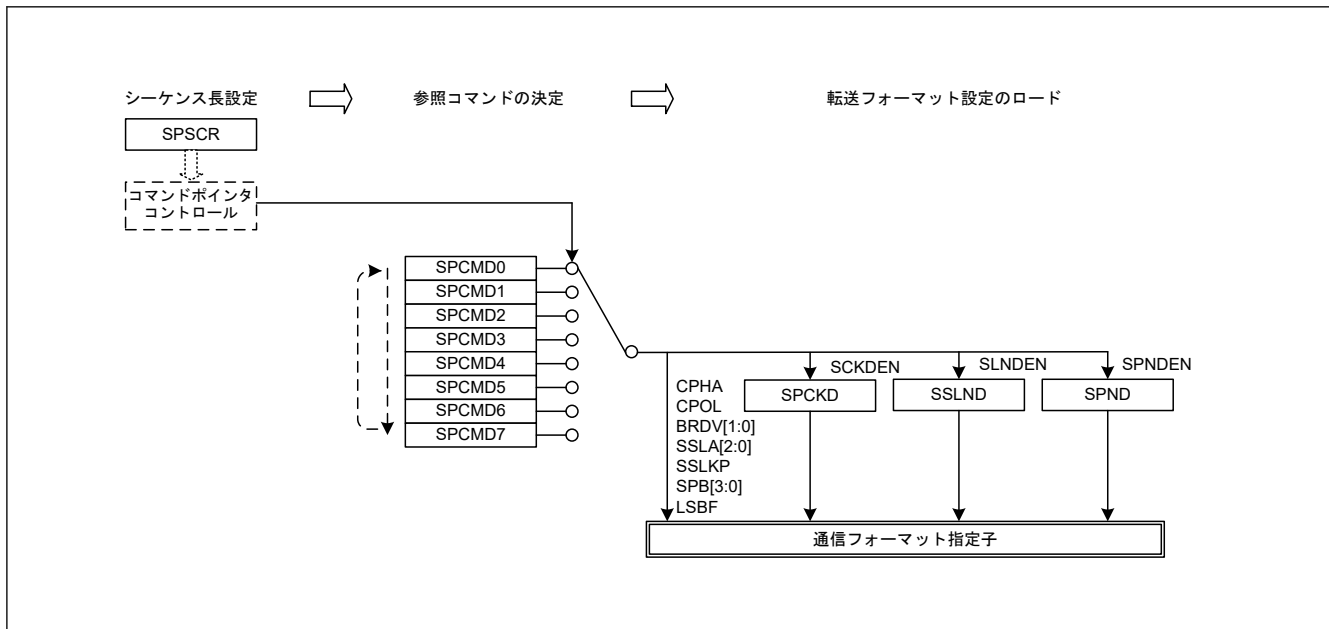 シーケンス長設定
参照コマンドの決定
転送フォーマット設定のロード
SPSCR
コマンドポインタ
コントロール
SPCMD0
SPCMD1
SPCMD2
SPCMD3
SPCMD4
SPCMD5
SPCMD6
SPCMD7
CPHA
CPOL
BRDV[1:0]
SSLA[2:0]
SSLKP
SPB[3:0]
LSBF
SCKDEN
SPCKD
SLNDEN
SSLND
SPNDEN
SPND
通信フォーマット指定子